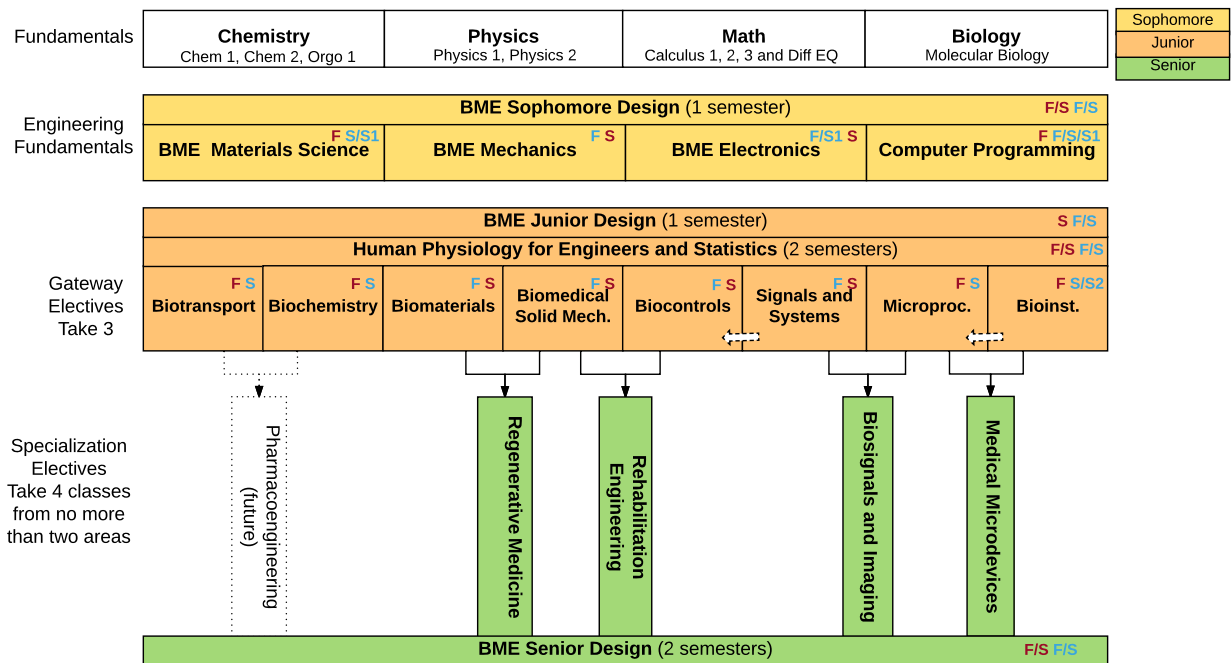 Fundamentals
Chemistry
Chem 1, Chem 2, Orgo 1
Physics
Physics 1, Physics 2
Math
Calculus 1, 2, 3 and Diff EQ
Biology
Molecular Biology
Sophomore
Junior
Senior
Engineering
Fundamentals
BME Sophomore Design (1 semester)
F/S F/S
F S/S1
BME Materials Science
F S
BME Mechanics
F/S1 S
BME Electronics
F F/S/S1
Computer Programming
BME Junior Design (1 semester)
S F/S
Human Physiology for Engineers and Statistics (2 semesters)
F/S F/S
Gateway
Electives
Take 3
F S
Biotransport
F S
Biochemistry
F S
Biomaterials
F S
Biomedical
Solid Mech.
F S
Biocontrols
F S
Signals and
Systems
F S
Microproc.
F S/S2
Bioinst.
Specialization
Electives
Take 4 classes
from no more
than two areas
Pharmacoengineering
(future)
Regenerative Medicine
Rehabilitation
Engineering
Biosignals and Imaging
Medical Microdevices
BME Senior Design (2 semesters)
F/S F/S